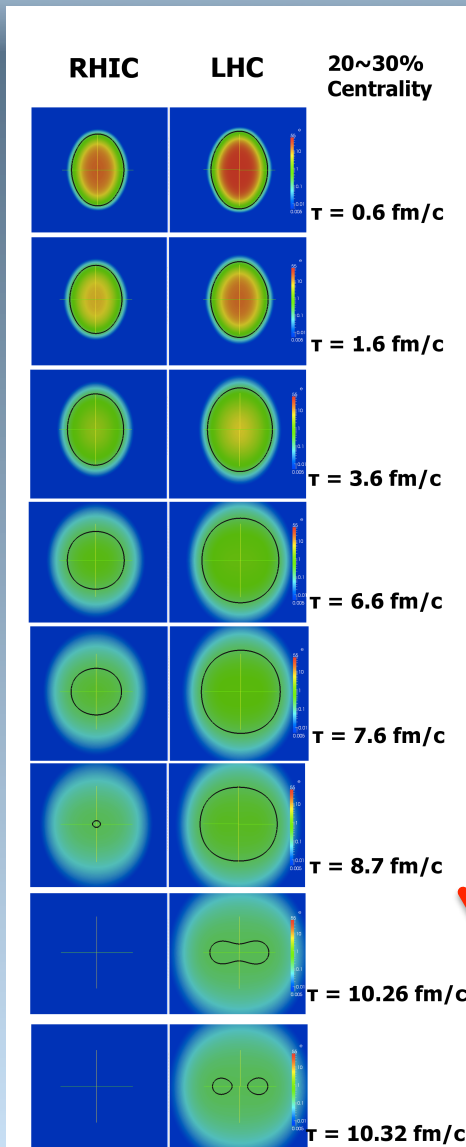 RHIC LHC 20~30%
Centrality
τ = 0.6 fm/c
τ = 1.6 fm/c
τ = 3.6 fm/c
τ = 6.6 fm/c
τ = 7.6 fm/c
τ = 8.7 fm/c
τ = 10.26 fm/c
τ = 10.32 fm/c